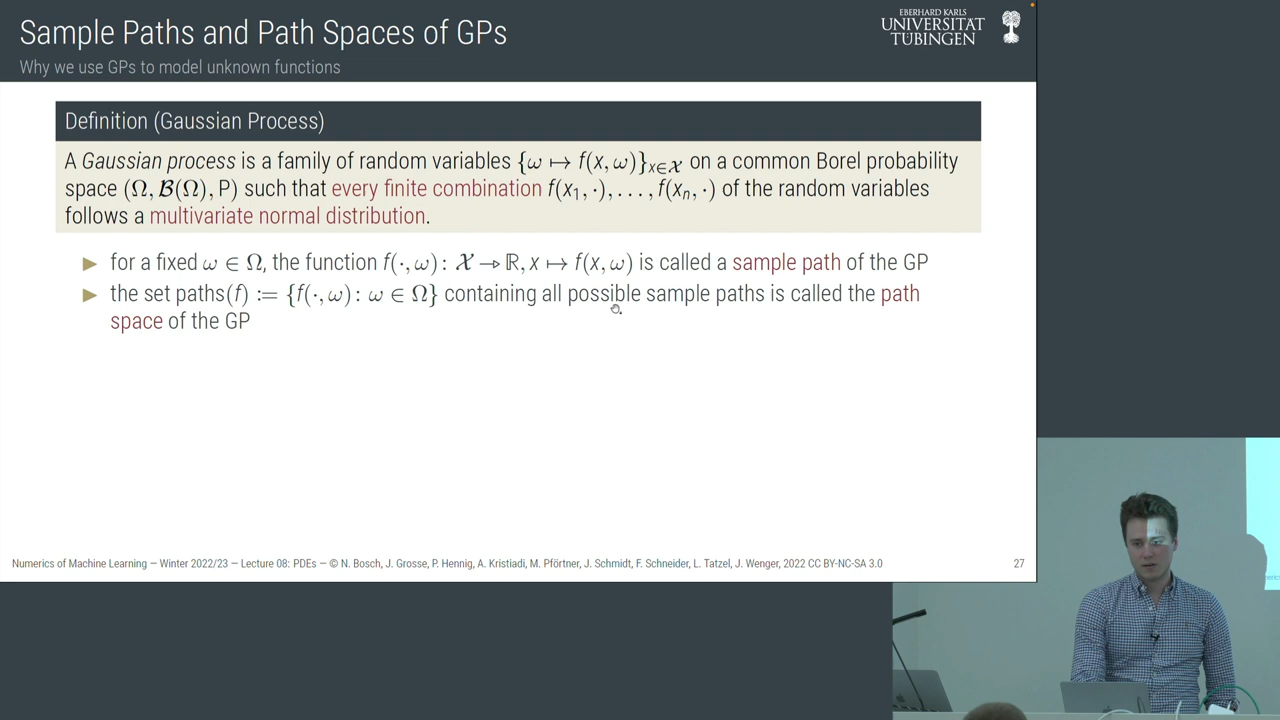 Sample Paths and Path Spaces of GPs
Why we use GPs to model unknown functions
EBERHARD KARLS
UNIVERSITÄT
TÜBINGEN
Definition (Gaussian Process)
A Gaussian process is a family of random variables {ω ↦ f(x, ω)}ₓ∈𝒳 on a common Borel probability
space (Ω, ℬ(Ω), P) such that every finite combination f(x₁, ·), . . . , f(xₙ, ·) of the random variables
follows a multivariate normal distribution.
▶ for a fixed ω ∈ Ω, the function f(·, ω): 𝒳 → ℝ, x ↦ f(x, ω) is called a sample path of the GP
▶ the set paths(f) := {f(·, ω): ω ∈ Ω} containing all possible sample paths is called the path
space of the GP
Numerics of Machine Learning — Winter 2022/23 — Lecture 08: PDEs — © N. Bosch, J. Grosse, P. Hennig, A. Kristiadi, M. Pförtner, J. Schmidt, F. Schneider, L. Tatzel, J. Wenger, 2022 CC BY-NC-SA 3.0
27